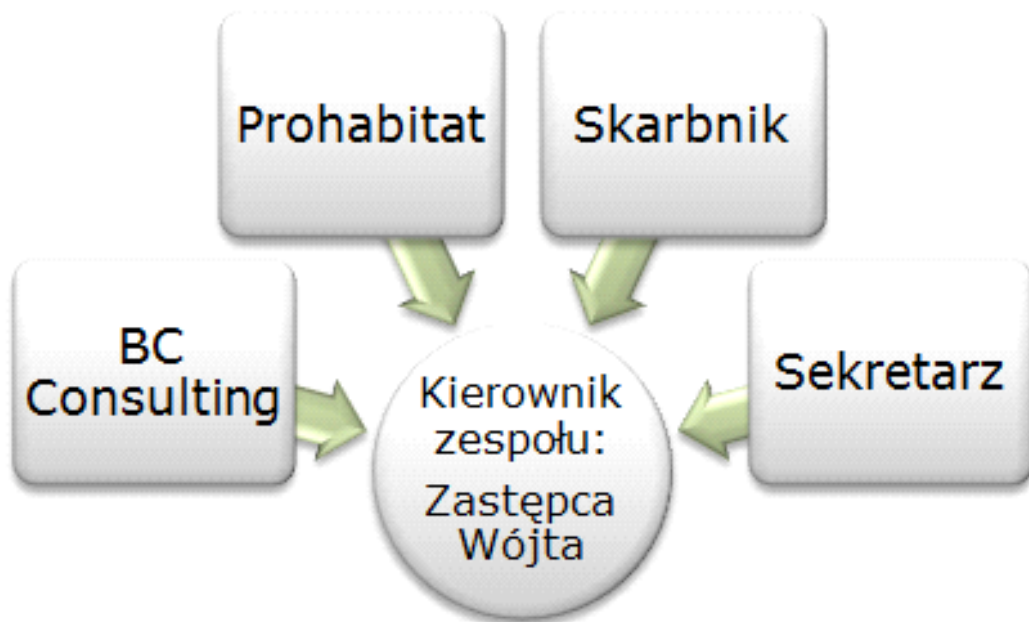 Prohabitat
Skarbnik
BC
Consulting
Sekretarz
Kierownik
zespołu:
Zastępca
Wójta